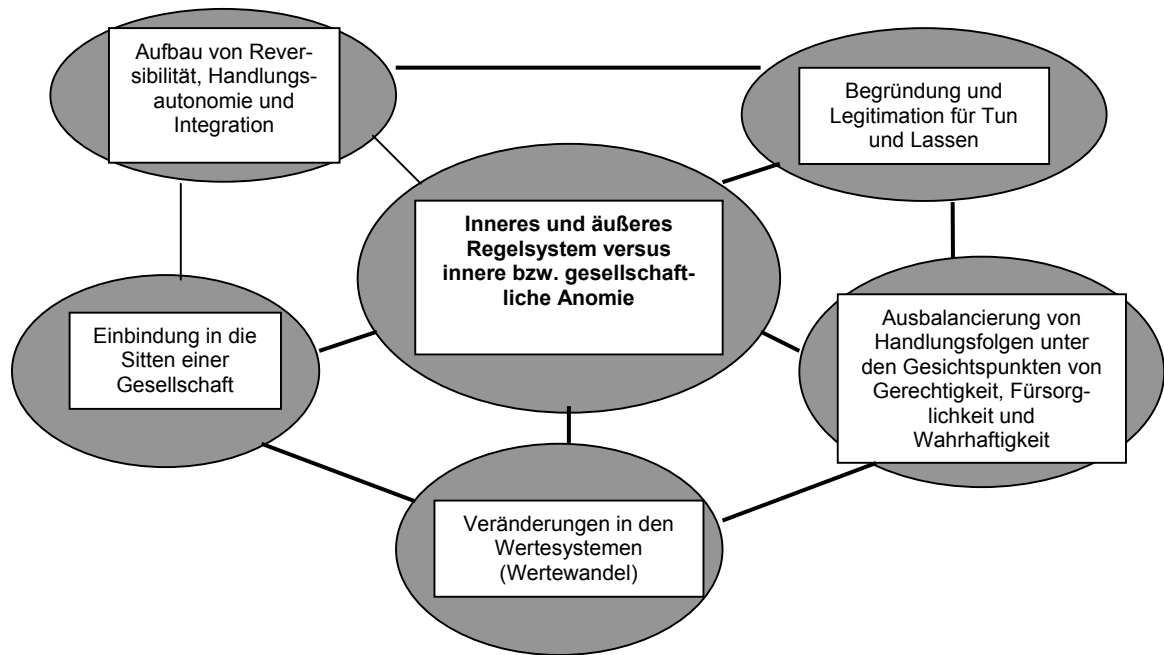 Aufbau von Rever-
sibilität, Handlungs-
autonomie und
Integration
Begründung und
Legitimation für Tun
und Lassen
Inneres und äußeres
Regelsystem versus
innere bzw. gesellschaft-
liche Anomie
Einbindung in die
Sitten einer
Gesellschaft
Ausbalancierung von
Handlungsfolgen unter
den Gesichtspunkten von
Gerechtigkeit, Fürsorg-
lichkeit und
Wahrhaftigkeit
Veränderungen in den
Wertesystemen
(Wertewandel)